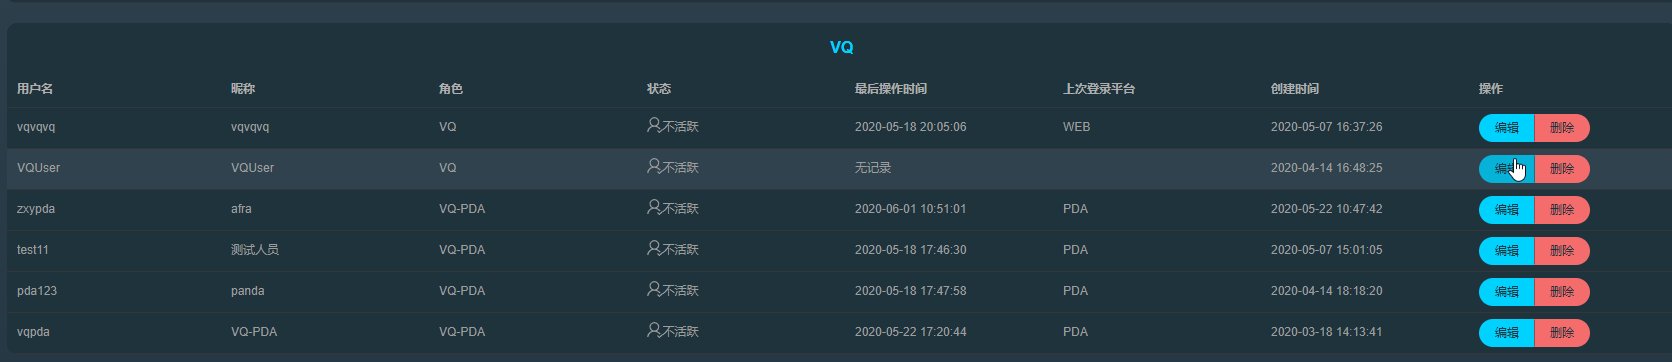 VQ
用户名 昵称 角色 状态 最后操作时间 上次登录平台 创建时间 操作
vqvqvq vqvqvq VQ 不活跃 2020-05-18 20:05:06 WEB 2020-05-07 16:37:26 编辑 删除
VQUser VQUser VQ 不活跃 无记录 2020-04-14 16:48:25 编辑 删除
zxypda afra VQ-PDA 不活跃 2020-06-01 10:51:01 PDA 2020-05-22 10:47:42 编辑 删除
test11 测试人员 VQ-PDA 不活跃 2020-05-18 17:46:30 PDA 2020-05-07 15:01:05 编辑 删除
pda123 panda VQ-PDA 不活跃 2020-05-18 17:47:58 PDA 2020-04-14 18:18:20 编辑 删除
vqpda VQ-PDA VQ-PDA 不活跃 2020-05-22 17:20:44 PDA 2020-03-18 14:13:41 编辑 删除